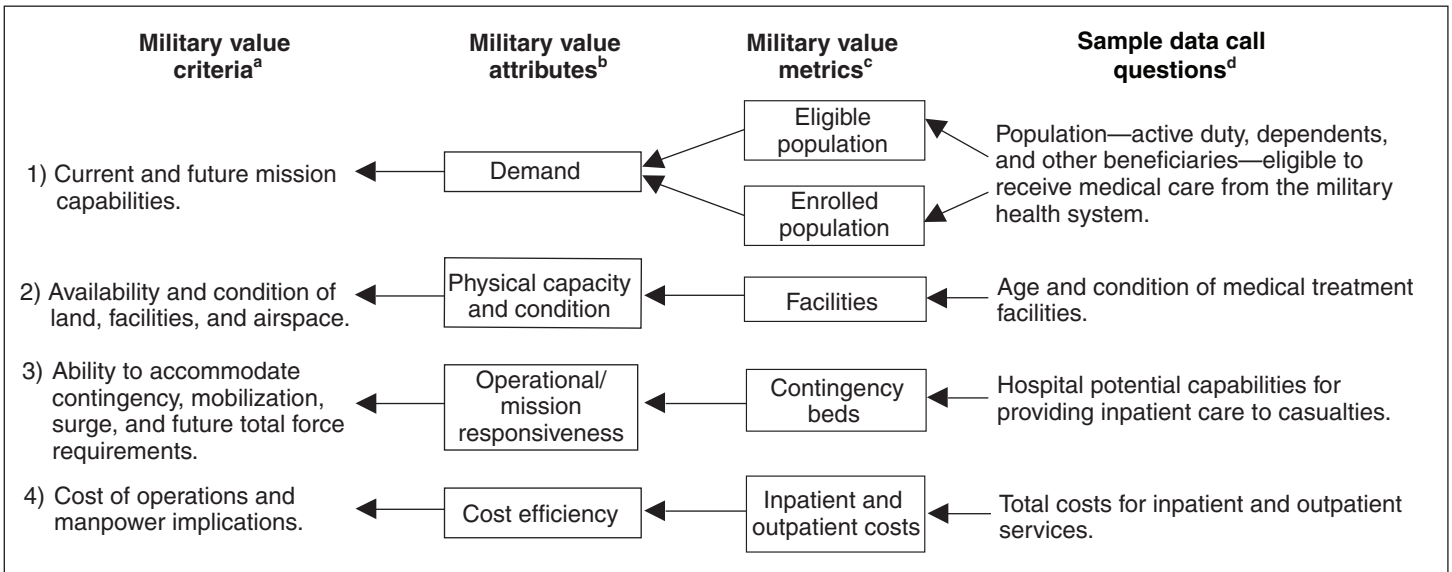 Military value
criteriaᵃ
Military value
attributesᵇ
Military value
metricsᶜ
Sample data call
questionsᵈ
1) Current and future mission
capabilities.
Demand
Eligible
population
Enrolled
population
Population—active duty, dependents,
and other beneficiaries—eligible to
receive medical care from the military
health system.
2) Availability and condition of
land, facilities, and airspace.
Physical capacity
and condition
Facilities
Age and condition of medical treatment
facilities.
3) Ability to accommodate
contingency, mobilization,
surge, and future total force
requirements.
Operational/
mission
responsiveness
Contingency
beds
Hospital potential capabilities for
providing inpatient care to casualties.
4) Cost of operations and
manpower implications.
Cost efficiency
Inpatient and
outpatient costs
Total costs for inpatient and outpatient
services.